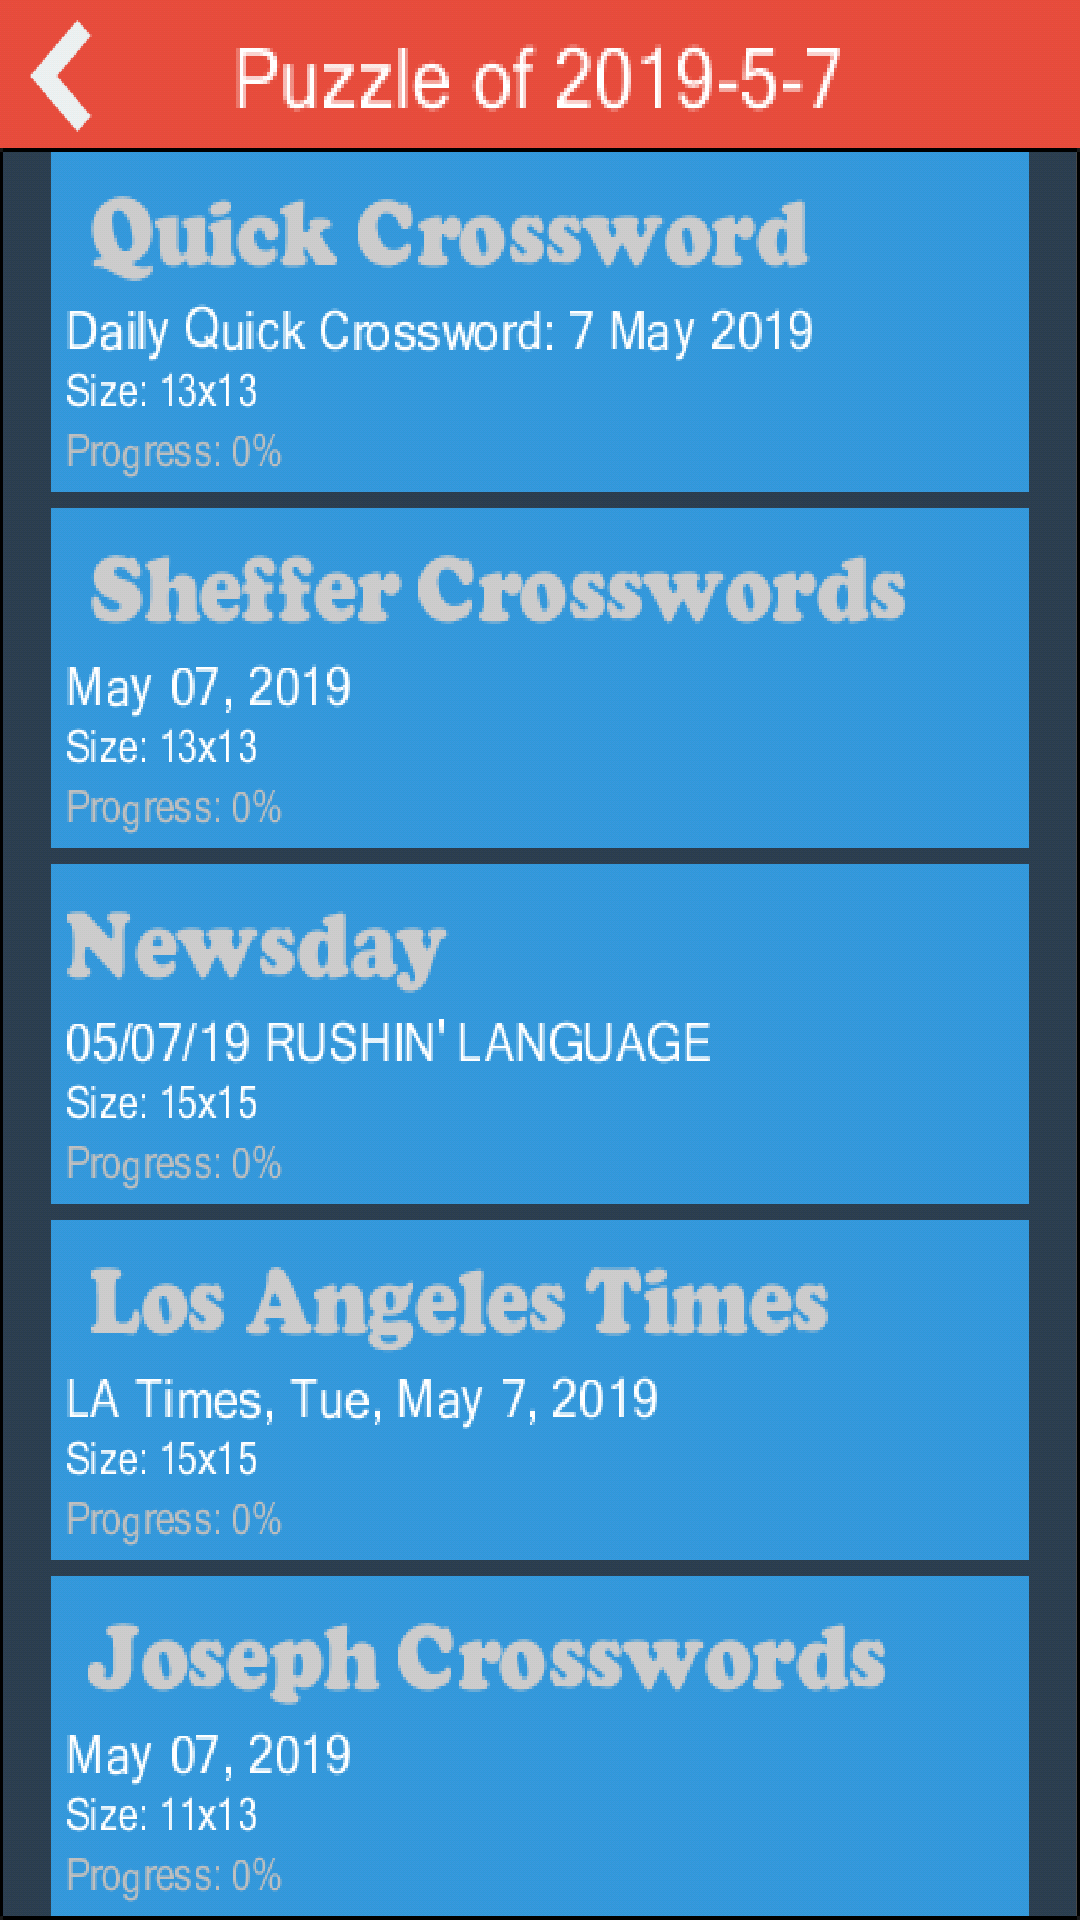 Puzzle of 2019-5-7
Quick Crossword
Daily Quick Crossword: 7 May 2019
Size: 13x13
Progress: 0%
Sheffer Crosswords
May 07, 2019
Size: 13x13
Progress: 0%
Newsday
05/07/19 RUSHIN' LANGUAGE
Size: 15x15
Progress: 0%
Los Angeles Times
LA Times, Tue, May 7, 2019
Size: 15x15
Progress: 0%
Joseph Crosswords
May 07, 2019
Size: 11x13
Progress: 0%